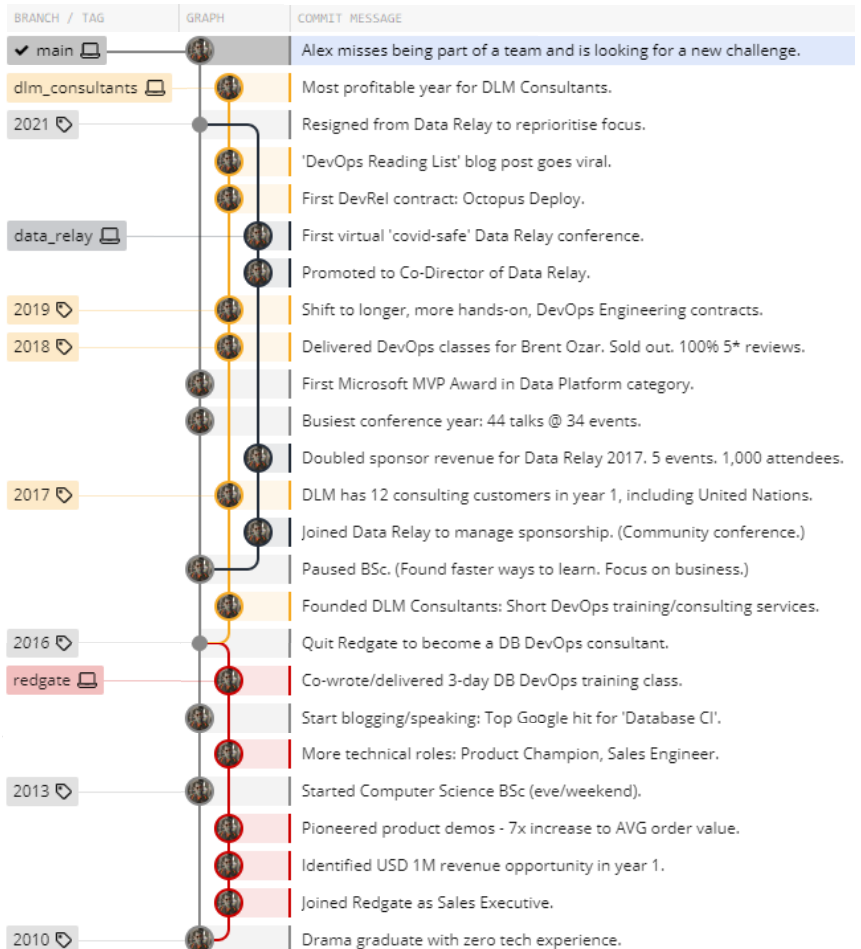 BRANCH / TAG GRAPH COMMIT MESSAGE
main Alex misses being part of a team and is looking for a new challenge.
dlm_consultants Most profitable year for DLM Consultants.
2021 Resigned from Data Relay to reprioritise focus.
'DevOps Reading List' blog post goes viral.
First DevRel contract: Octopus Deploy.
data_relay First virtual 'covid-safe' Data Relay conference.
Promoted to Co-Director of Data Relay.
2019 Shift to longer, more hands-on, DevOps Engineering contracts.
2018 Delivered DevOps classes for Brent Ozar. Sold out. 100% 5* reviews.
First Microsoft MVP Award in Data Platform category.
Busiest conference year: 44 talks @ 34 events.
Doubled sponsor revenue for Data Relay 2017. 5 events. 1,000 attendees.
2017 DLM has 12 consulting customers in year 1, including United Nations.
Joined Data Relay to manage sponsorship. (Community conference.)
Paused BSc. (Found faster ways to learn. Focus on business.)
Founded DLM Consultants: Short DevOps training/consulting services.
2016 Quit Redgate to become a DB DevOps consultant.
redgate Co-wrote/delivered 3-day DB DevOps training class.
Start blogging/speaking: Top Google hit for 'Database CI'.
More technical roles: Product Champion, Sales Engineer.
2013 Started Computer Science BSc (eve/weekend).
Pioneered product demos - 7x increase to AVG order value.
Identified USD 1M revenue opportunity in year 1.
Joined Redgate as Sales Executive.
2010 Drama graduate with zero tech experience.